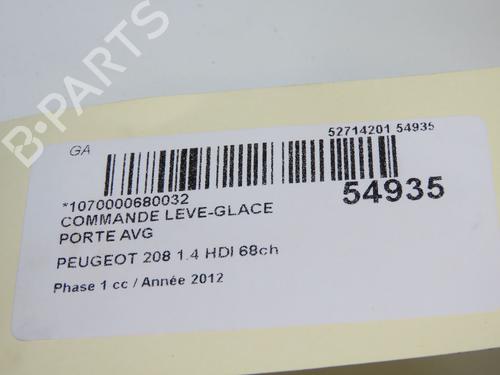 B-PARTS
GA
52714201 54935
*1070000680032
54935
COMMANDE LEVE-GLACE
PORTE AVG
PEUGEOT 208 1.4 HDI 68ch
Phase 1 cc / Année 2012